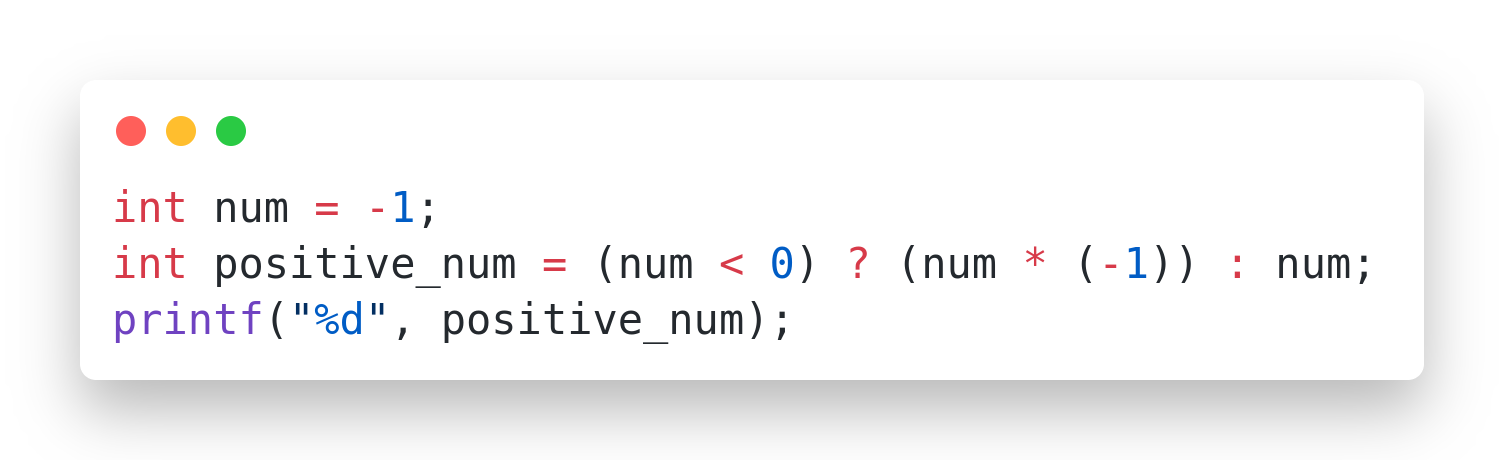 int num = -1;
int positive_num = (num < 0) ? (num * (-1)) : num;
printf("%d", positive_num);